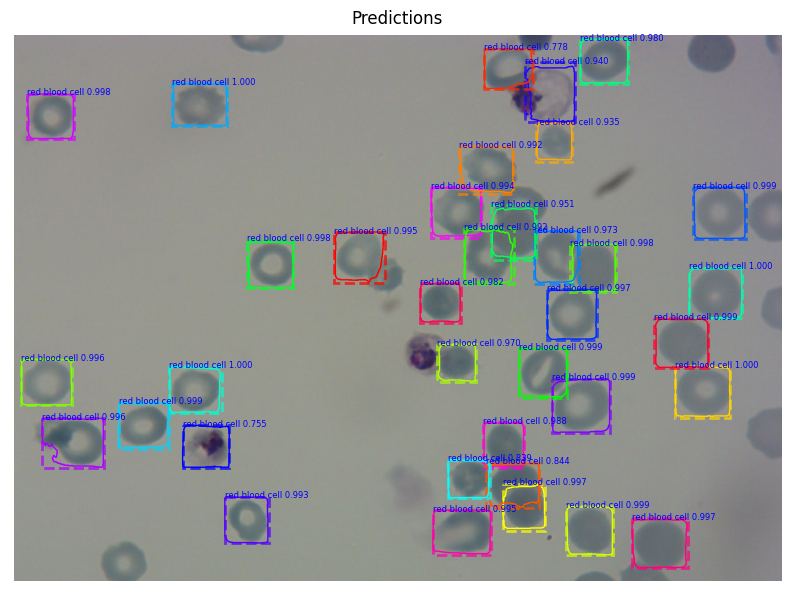 Predictions
red blood cell 0.980
red blood cell 0.778
red blood cell 0.940
red blood cell 1.000
red blood cell 0.998
red blood cell 0.935
red blood cell 0.992
red blood cell 0.994
red blood cell 0.999
red blood cell 0.951
red blood cell 0.995
red blood cell
red blood cell 0.973
red blood cell 0.998
red blood cell 0.998
red blood cell 1.000
red blood cell 0.982
red blood cell 0.997
red blood cell 0.999
red blood cell 0.970
red blood cell 0.999
red blood cell 0.996
red blood cell 1.000
red blood cell 1.000
red blood cell 0.999
red blood cell 0.999
red blood cell 0.996
red blood cell 0.755
red blood cell 0.988
red blood cell 0.839
red blood cell 0.844
red blood cell 0.997
red blood cell 0.993
red blood cell 0.995
red blood cell 0.999
red blood cell 0.997